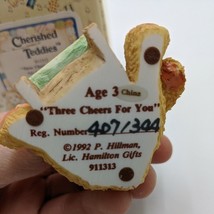 Cherished
Teddies
Age 3 China
"Three Cheers For You"
Reg. Number 407/344
©1992 P. Hillman,
Lic. Hamilton Gifts
911313